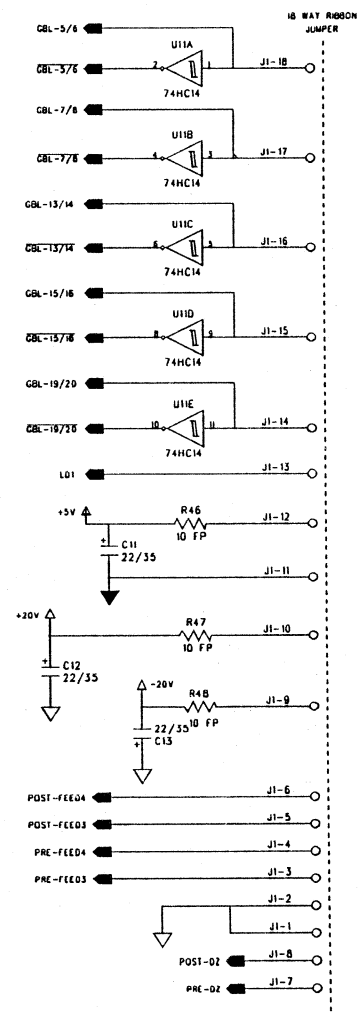 18 WAY RIBBON
JUMPER
GBL-5/6
U11A
GBL-5/6 2 1 J1-18
74HC14
GBL-7/8
U11B
GBL-7/8 4 3 J1-17
74HC14
GBL-13/14
U11C
GBL-13/14 6 5 J1-16
74HC14
GBL-15/16
U11D
GBL-15/16 8 9 J1-15
74HC14
GBL-19/20
U11E
GBL-19/20 10 11 J1-14
74HC14
LD1 J1-13
+5V R46 J1-12
10 FP
+ C11
22/35
J1-11
+20V R47 J1-10
10 FP
+ C12
22/35
-20V R48 J1-9
22/35 10 FP
+ C13
POST-FEED4 J1-6
POST-FEED3 J1-5
PRE-FEED4 J1-4
PRE-FEED3 J1-3
J1-2
J1-1
POST-D2 J1-8
PRE-D2 J1-7